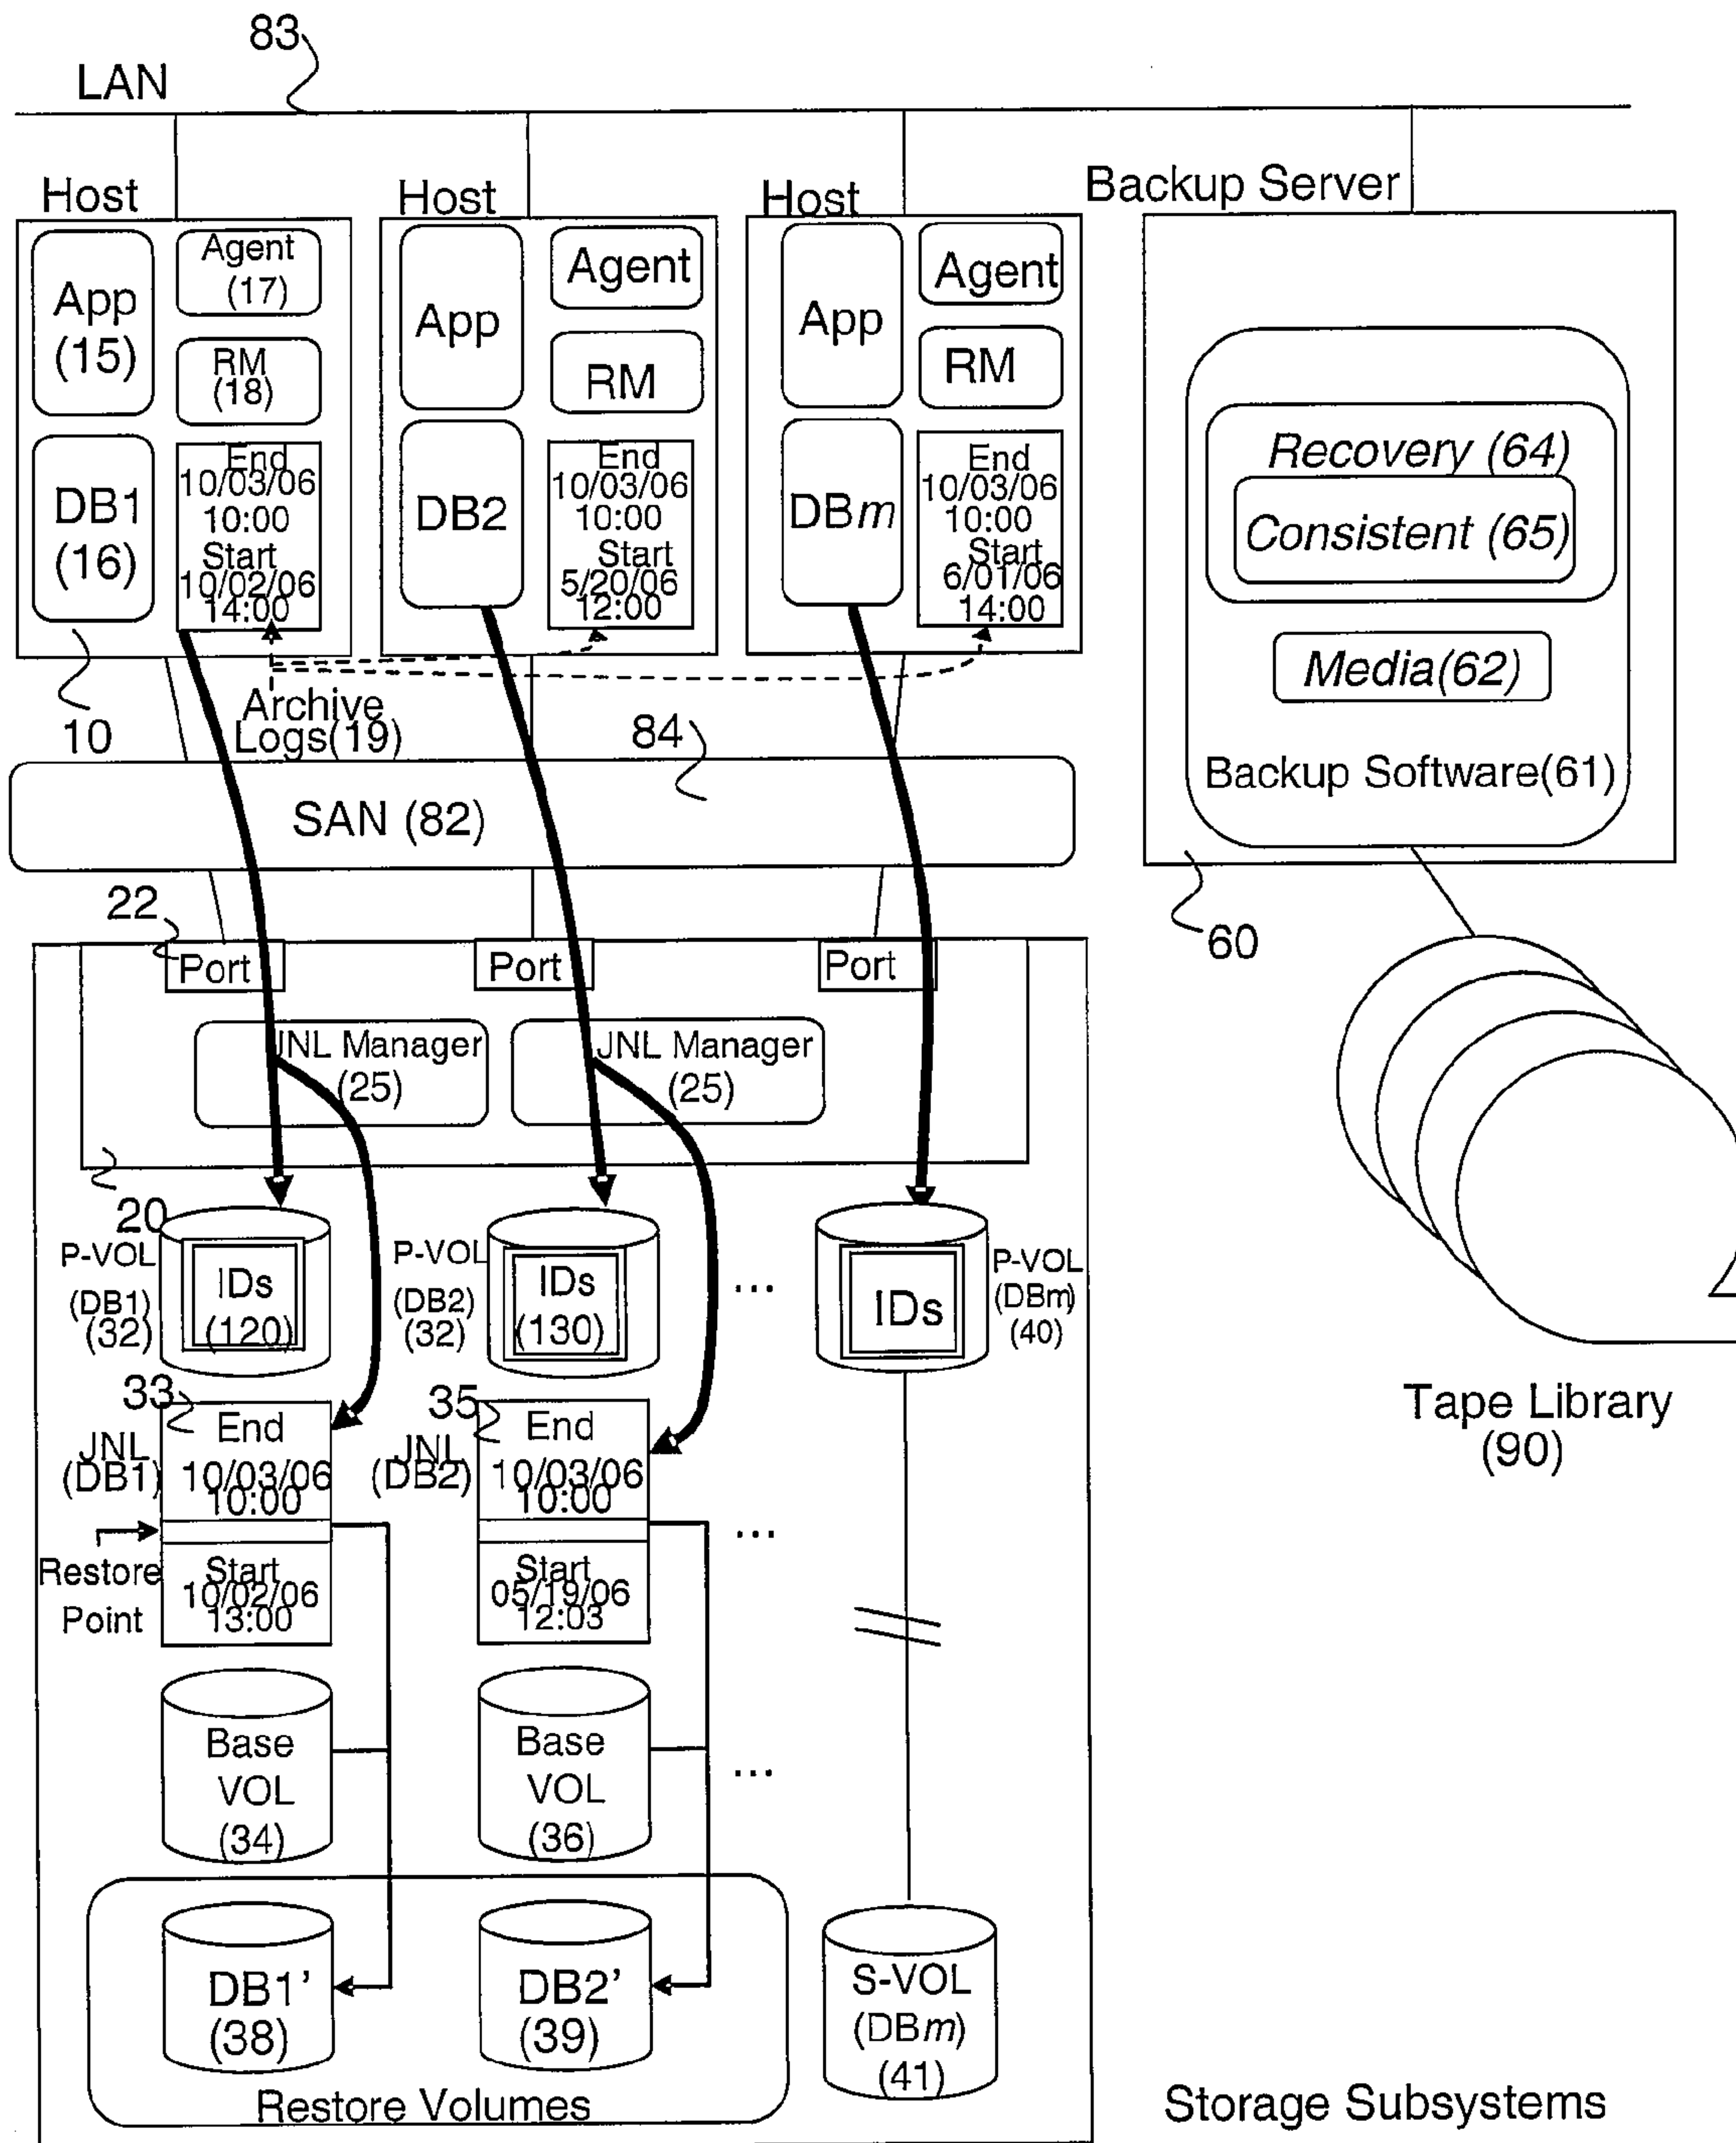 83
LAN
Host
Host
Host
Backup Server
App
(15)
Agent
(17)
RM
(18)
DB1
(16)
End
10/03/06
10:00
Start
10/02/06
14:00
App
Agent
RM
DB2
End
10/03/06
10:00
Start
5/20/06
12:00
App
Agent
RM
DBm
End
10/03/06
10:00
Start
6/01/06
14:00
Recovery (64)
Consistent (65)
Media(62)
Backup Software(61)
10
Archive
Logs(19)
84
SAN (82)
60
22
Port
Port
Port
JNL Manager
(25)
JNL Manager
(25)
20
P-VOL
(DB1)
(32)
IDs
(120)
P-VOL
(DB2)
(32)
IDs
(130)
...
IDs
P-VOL
(DBm)
(40)
Tape Library
(90)
33
JNL
(DB1)
End
10/03/06
10:00
35
JNL
(DB2)
End
10/03/06
10:00
...
Restore
Point
Start
10/02/06
13:00
Start
05/19/06
12:03
Base
VOL
(34)
Base
VOL
(36)
...
DB1’
(38)
DB2’
(39)
S-VOL
(DBm)
(41)
Restore Volumes
Storage Subsystems